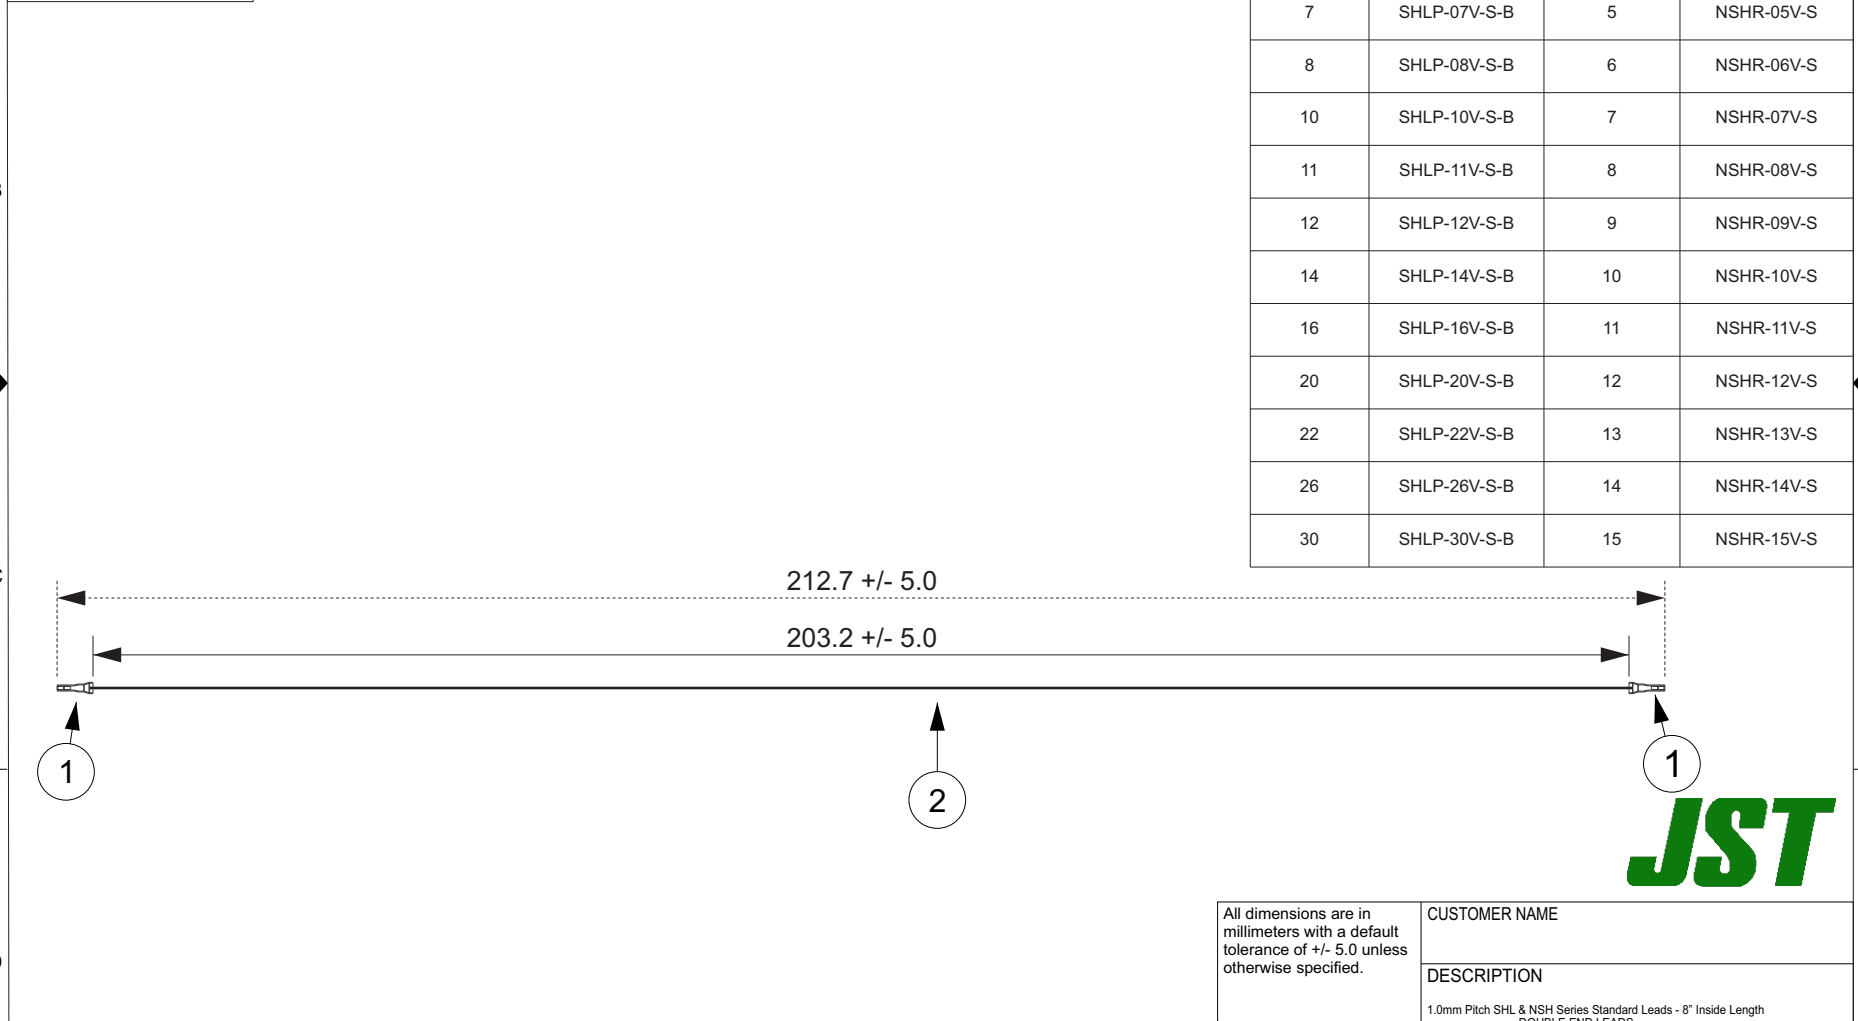 7 SHLP-07V-S-B 5 NSHR-05V-S
8 SHLP-08V-S-B 6 NSHR-06V-S
10 SHLP-10V-S-B 7 NSHR-07V-S
11 SHLP-11V-S-B 8 NSHR-08V-S
12 SHLP-12V-S-B 9 NSHR-09V-S
14 SHLP-14V-S-B 10 NSHR-10V-S
16 SHLP-16V-S-B 11 NSHR-11V-S
20 SHLP-20V-S-B 12 NSHR-12V-S
22 SHLP-22V-S-B 13 NSHR-13V-S
26 SHLP-26V-S-B 14 NSHR-14V-S
30 SHLP-30V-S-B 15 NSHR-15V-S
212.7 +/- 5.0
203.2 +/- 5.0
1
2
1
JST
All dimensions are in
millimeters with a default
tolerance of +/- 5.0 unless
otherwise specified.
CUSTOMER NAME
DESCRIPTION
1.0mm Pitch SHL & NSH Series Standard Leads - 8" Inside Length
DOUBLE END LEADS